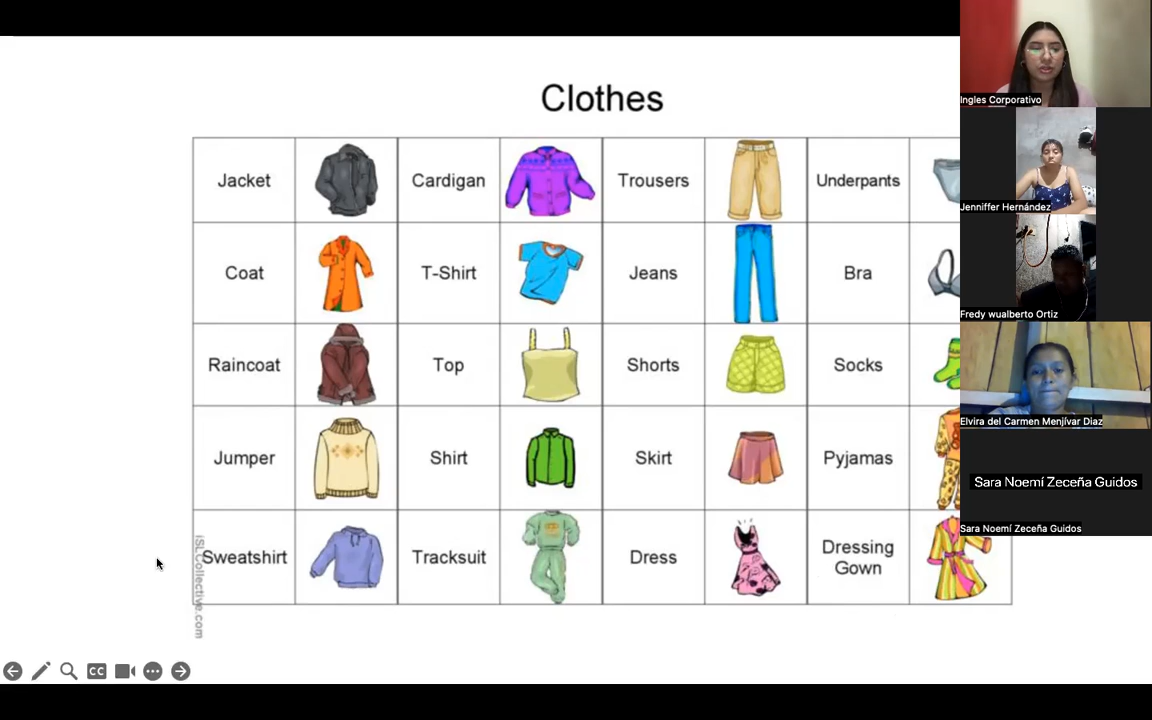 Clothes
Jacket Cardigan Trousers Underpants
Coat T-Shirt Jeans Bra
Raincoat Top Shorts Socks
Jumper Shirt Skirt Pyjamas
Sweatshirt Tracksuit Dress Dressing
Gown
iSLCollective.com
CC
Ingles Corporativo
Jenniffer Hernández
Fredy wualberto Ortiz
Elvira del Carmen Menjívar Diaz
Sara Noemí Zeceña Guidos
Sara Noemí Zeceña Guidos